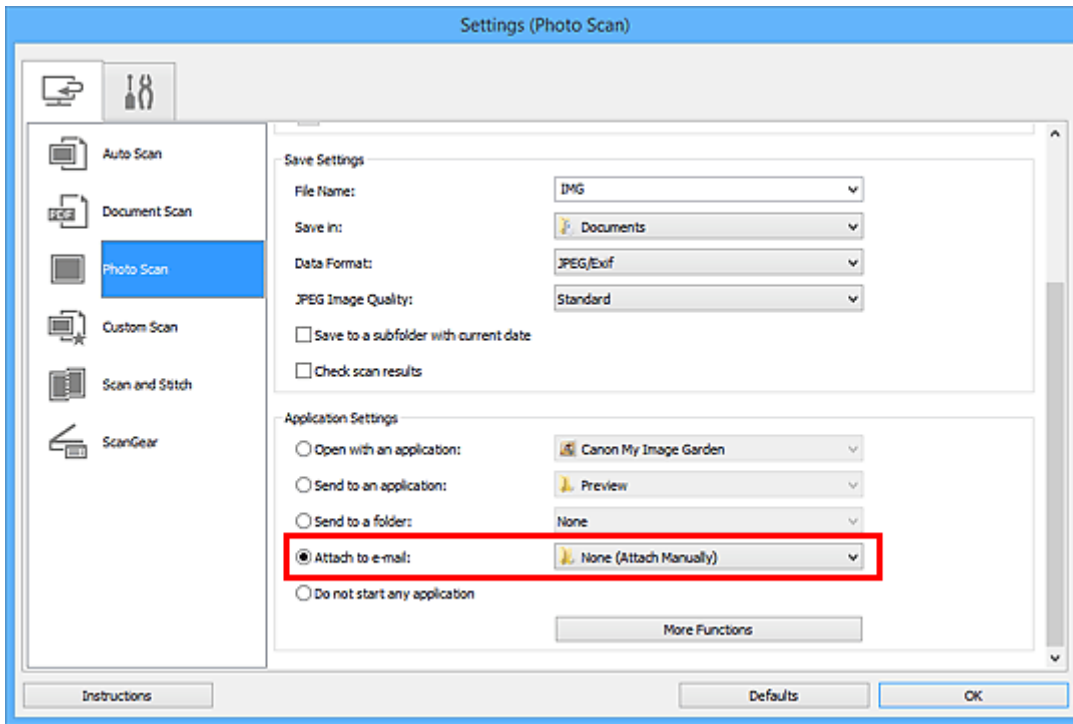 Settings (Photo Scan)
Auto Scan
PDF
Document Scan
Photo Scan
Custom Scan
Scan and Stitch
ScanGear
Save Settings
File Name: IMG
Save in: Documents
Data Format: JPEG/Exif
JPEG Image Quality: Standard
Save to a subfolder with current date
Check scan results
Application Settings
Open with an application: Canon My Image Garden
Send to an application: Preview
Send to a folder: None
Attach to e-mail: None (Attach Manually)
Do not start any application
More Functions
Instructions
Defaults
OK